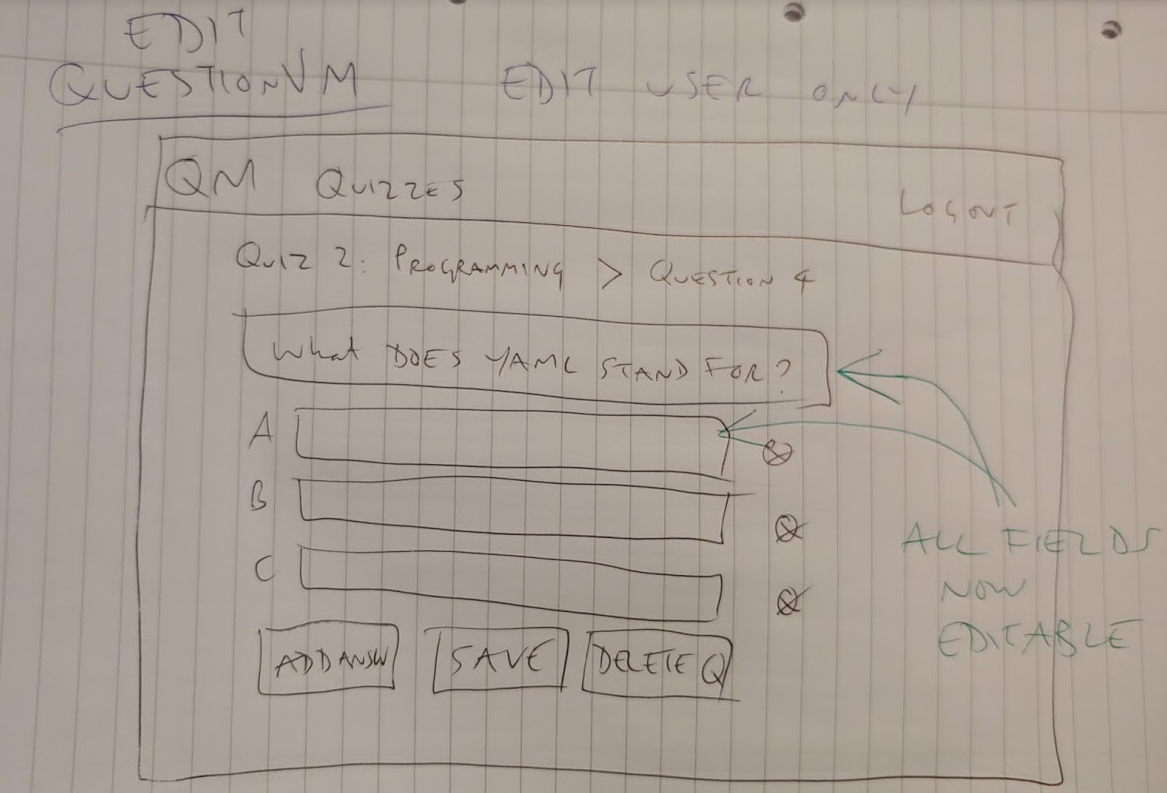 EDIT
QUESTIONVM
EDIT USER ONLY
QM QUIZZES LOGOUT
QUIZ 2: PROGRAMMING > QUESTION 4
What DOES YAML STAND FOR?
A
B
C
ADD ANSW SAVE DELETE Q
ALL FIELDS
NOW
EDITABLE